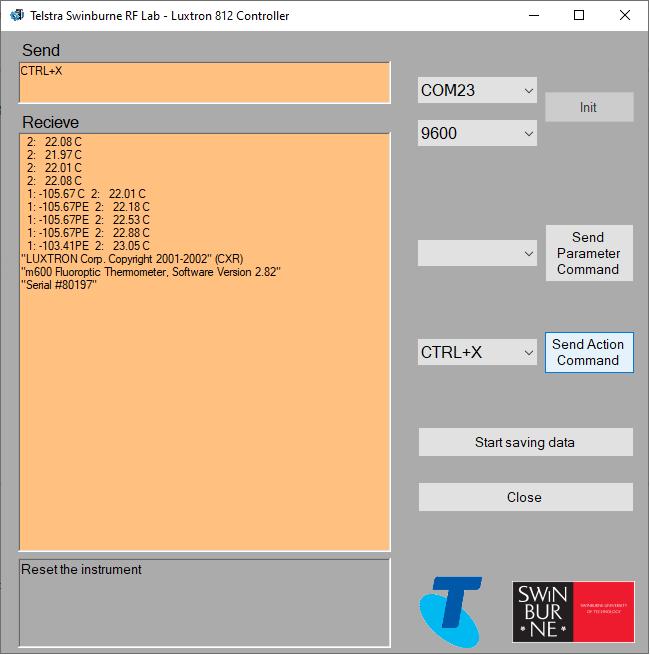 Telstra Swinburne RF Lab - Luxtron 812 Controller
Send
CTRL+X
COM23
Init
9600
Recieve
2: 22.08 C
2: 21.97 C
2: 22.01 C
2: 22.08 C
1: -105.67 C 2: 22.01 C
1: -105.67PE 2: 22.18 C
1: -105.67PE 2: 22.53 C
1: -105.67PE 2: 22.88 C
1: -103.41PE 2: 23.05 C
"LUXTRON Corp. Copyright 2001-2002" (CXR)
"m600 Fluoroptic Thermometer, Software Version 2.82"
"Serial #80197"
Send
Parameter
Command
CTRL+X
Send Action
Command
Start saving data
Close
Reset the instrument
T
SWIN
BUR
NE
SWINBURNE UNIVERSITY
OF TECHNOLOGY